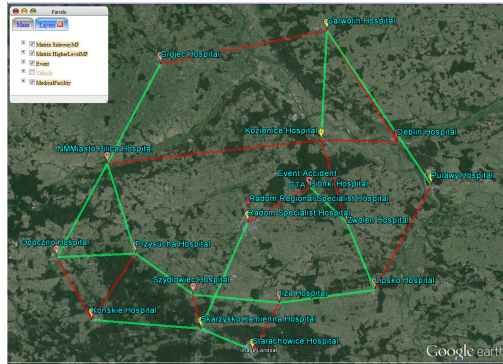 Panels
Main Layers
Matrix SidewayMF
Matrix HigherLevelMF
Event
Vehicle
MedicalFacility
Garwolin Hospital
Grójec Hospital
Kozienice Hospital
Deblin Hospital
NMMiasto Pilica Hospital
Event Accident
Pulawy Hospital
CTA
Pionki Hospital
Radom Regional Specialist Hospital
Radom Specialist Hospital
Zwolen Hospital
Opoczno Hospital
Przysucha Hospital
Szydlowiec Hospital
Lipsko Hospital
Ilza Hospital
Końskie Hospital
Skarzysko Kamienna Hospital
Starachowice Hospital
Image Landsat
Google earth